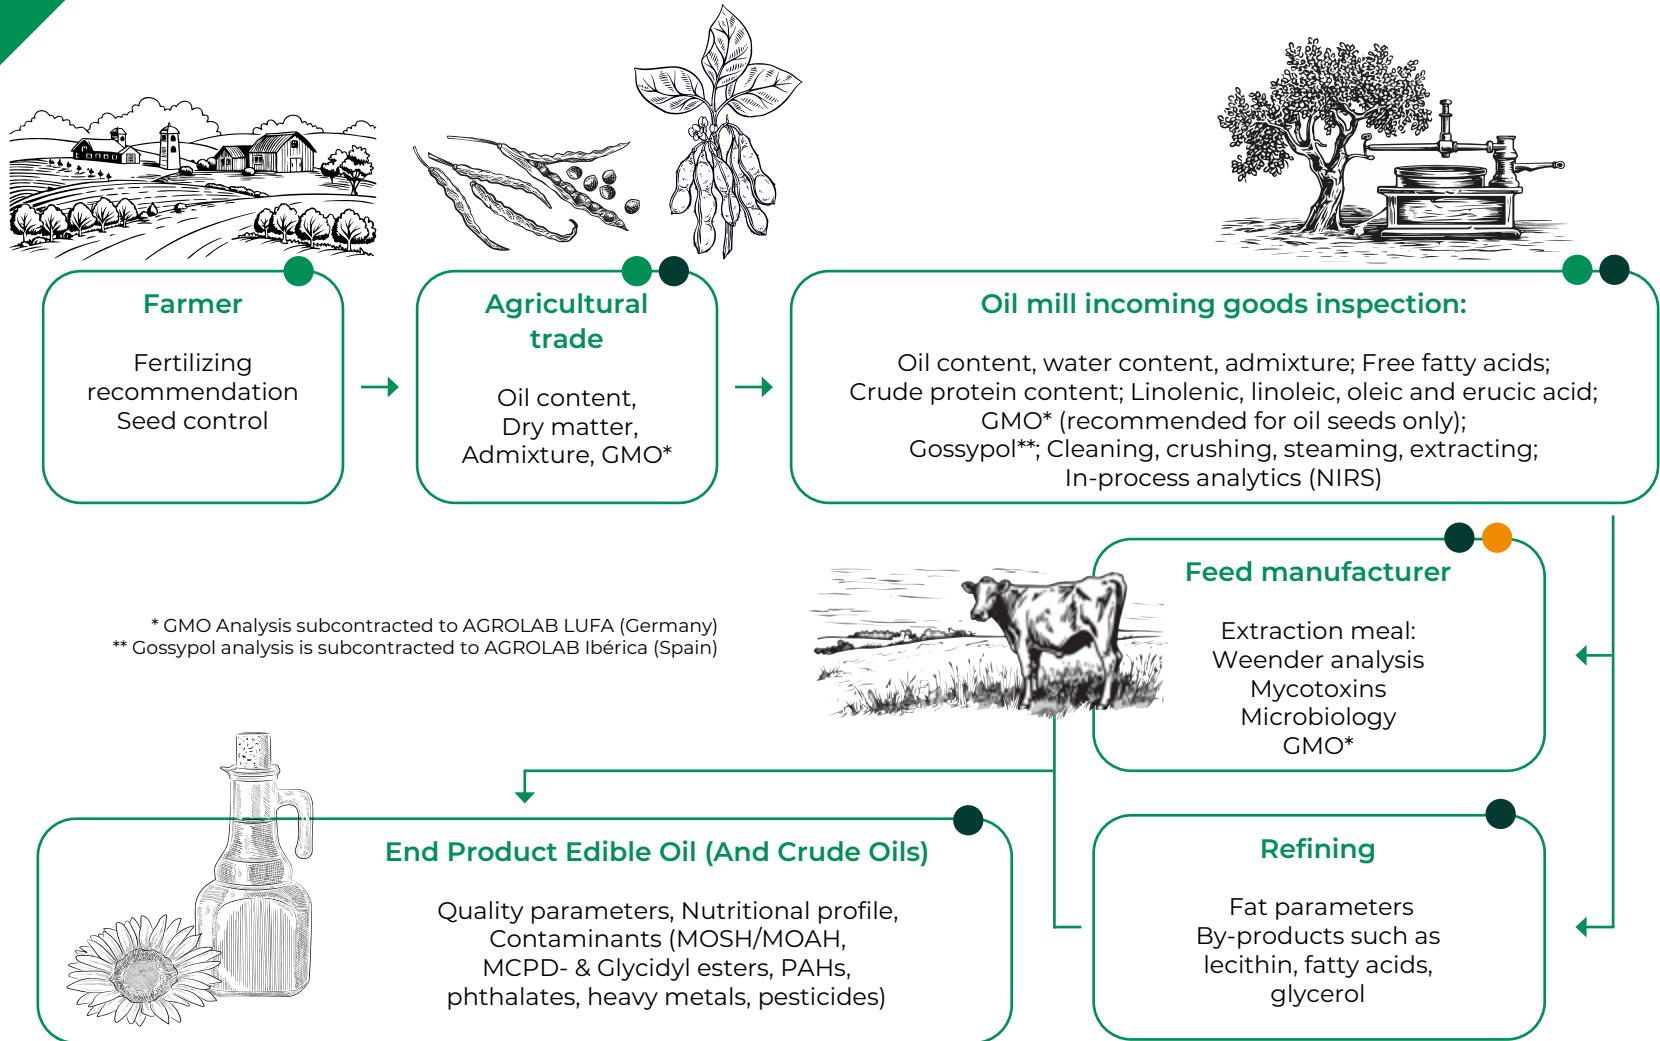 Farmer
Fertilizing
recommendation
Seed control
Agricultural
trade
Oil content,
Dry matter,
Admixture, GMO*
Oil mill incoming goods inspection:
Oil content, water content, admixture; Free fatty acids;
Crude protein content; Linolenic, linoleic, oleic and erucic acid;
GMO* (recommended for oil seeds only);
Gossypol**; Cleaning, crushing, steaming, extracting;
In-process analytics (NIRS)
Feed manufacturer
Extraction meal:
Weender analysis
Mycotoxins
Microbiology
GMO*
* GMO Analysis subcontracted to AGROLAB LUFA (Germany)
** Gossypol analysis is subcontracted to AGROLAB Ibérica (Spain)
End Product Edible Oil (And Crude Oils)
Quality parameters, Nutritional profile,
Contaminants (MOSH/MOAH,
MCPD- & Glycidyl esters, PAHs,
phthalates, heavy metals, pesticides)
Refining
Fat parameters
By-products such as
lecithin, fatty acids,
glycerol